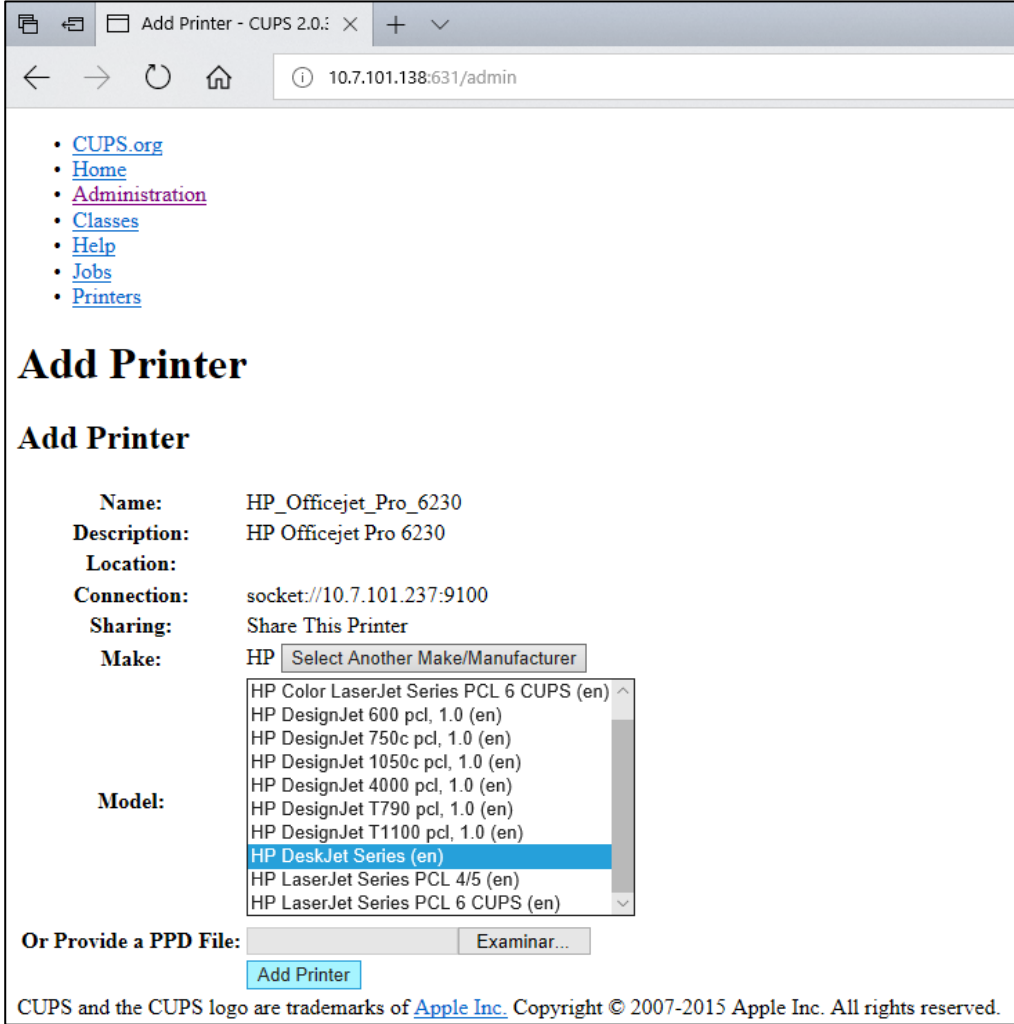 Add Printer - CUPS 2.0.3
10.7.101.138:631/admin
• CUPS.org
• Home
• Administration
• Classes
• Help
• Jobs
• Printers
Add Printer
Add Printer
Name: HP_Officejet_Pro_6230
Description: HP Officejet Pro 6230
Location:
Connection: socket://10.7.101.237:9100
Sharing: Share This Printer
Make: HP Select Another Make/Manufacturer
HP Color LaserJet Series PCL 6 CUPS (en)
HP DesignJet 600 pcl, 1.0 (en)
HP DesignJet 750c pcl, 1.0 (en)
HP DesignJet 1050c pcl, 1.0 (en)
HP DesignJet 4000 pcl, 1.0 (en)
Model: HP DesignJet T790 pcl, 1.0 (en)
HP DesignJet T1100 pcl, 1.0 (en)
HP DeskJet Series (en)
HP LaserJet Series PCL 4/5 (en)
HP LaserJet Series PCL 6 CUPS (en)
Or Provide a PPD File: Examinar...
Add Printer
CUPS and the CUPS logo are trademarks of Apple Inc. Copyright © 2007-2015 Apple Inc. All rights reserved.